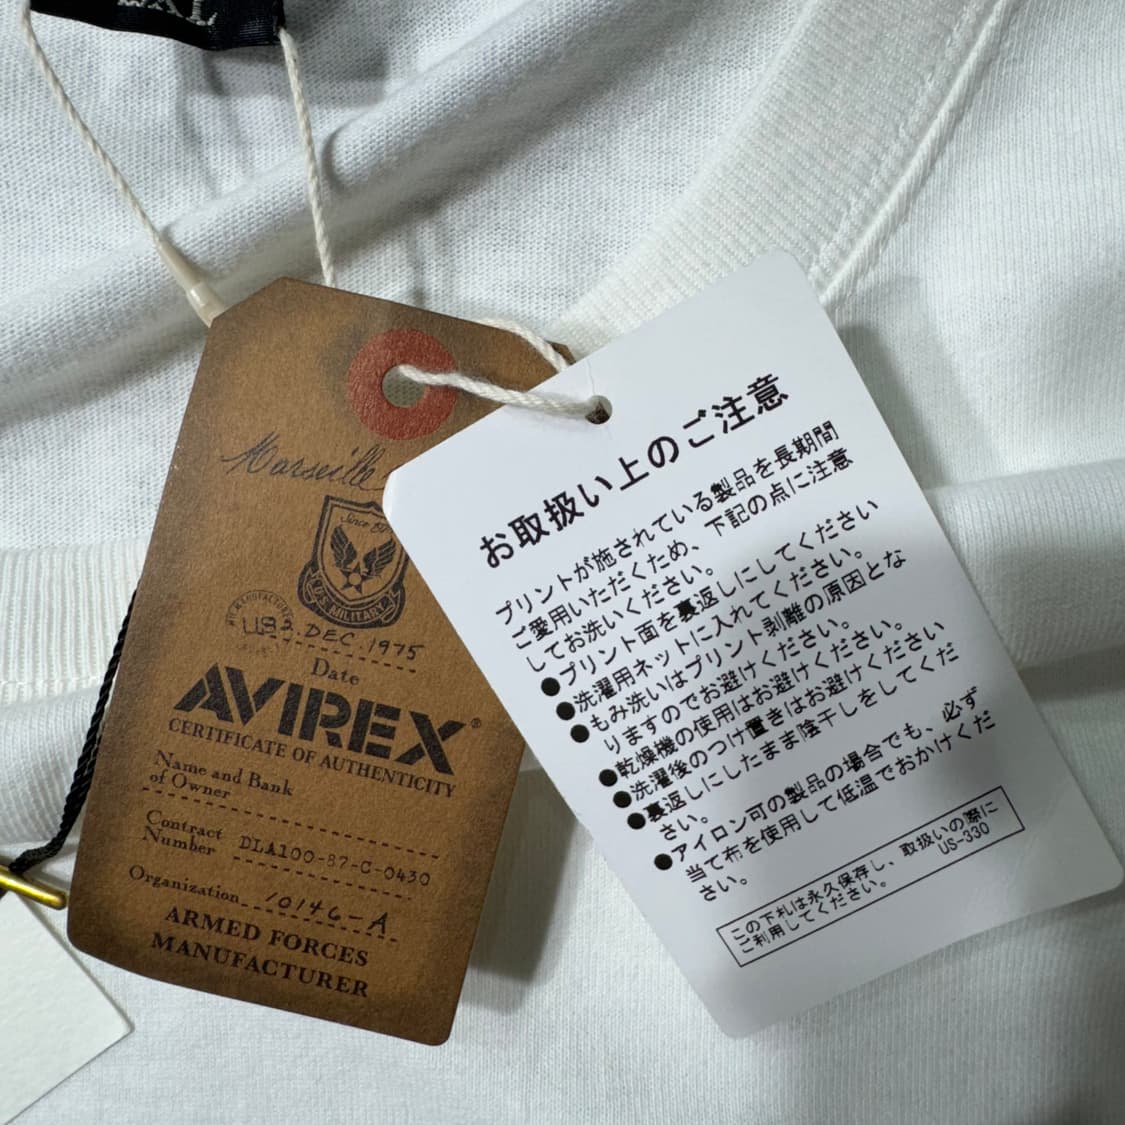 Marseille
Since
U.S. MILITARY
2. DEC. 1975
Date
AVIREX®
CERTIFICATE OF AUTHENTICITY
Name and Bank
of Owner
Contract
Number DLA100-87-C-0430
Organization 10146-A
ARMED FORCES
MANUFACTURER
お取扱い上のご注意
プリントが施されている製品を長期間
ご愛用いただくため、下記の点に注意
してお洗いください。
●プリント面を裏返しにしてください
●洗濯用ネットに入れてください。
●もみ洗いはプリント剥離の原因とな
りますのでお避けください。
●乾燥機の使用はお避けください。
●洗濯後のつけ置きはお避けください
●裏返しにしたまま陰干しをしてくだ
さい。
●アイロン可の製品の場合でも、必ず
当て布を使用して低温でおかけくだ
さい。
この下札は永久保存し、取扱いの際に
ご利用してください。 US-330